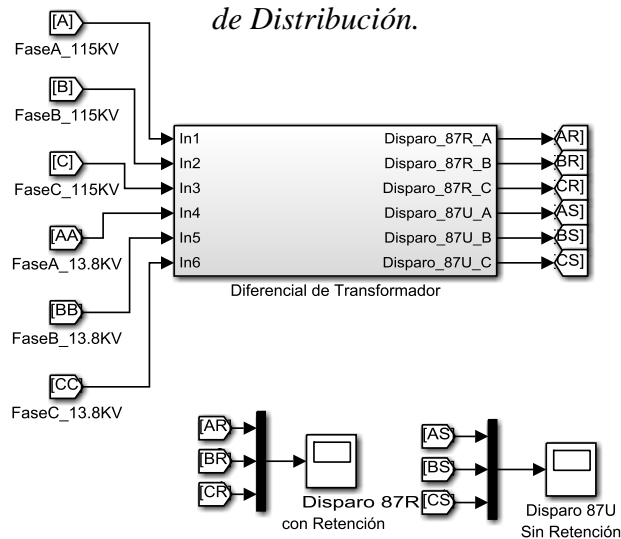 de Distribución.
[A]
FaseA_115KV
[B]
FaseB_115KV
[C]
FaseC_115KV
[AA]
FaseA_13.8KV
[BB]
FaseB_13.8KV
[CC]
FaseC_13.8KV
In1
In2
In3
In4
In5
In6
Disparo_87R_A
Disparo_87R_B
Disparo_87R_C
Disparo_87U_A
Disparo_87U_B
Disparo_87U_C
[AR]
[BR]
[CR]
[AS]
[BS]
[CS]
Diferencial de Transformador
[AR]
[BR]
[CR]
Disparo 87R
con Retención
[AS]
[BS]
[CS]
Disparo 87U
Sin Retención